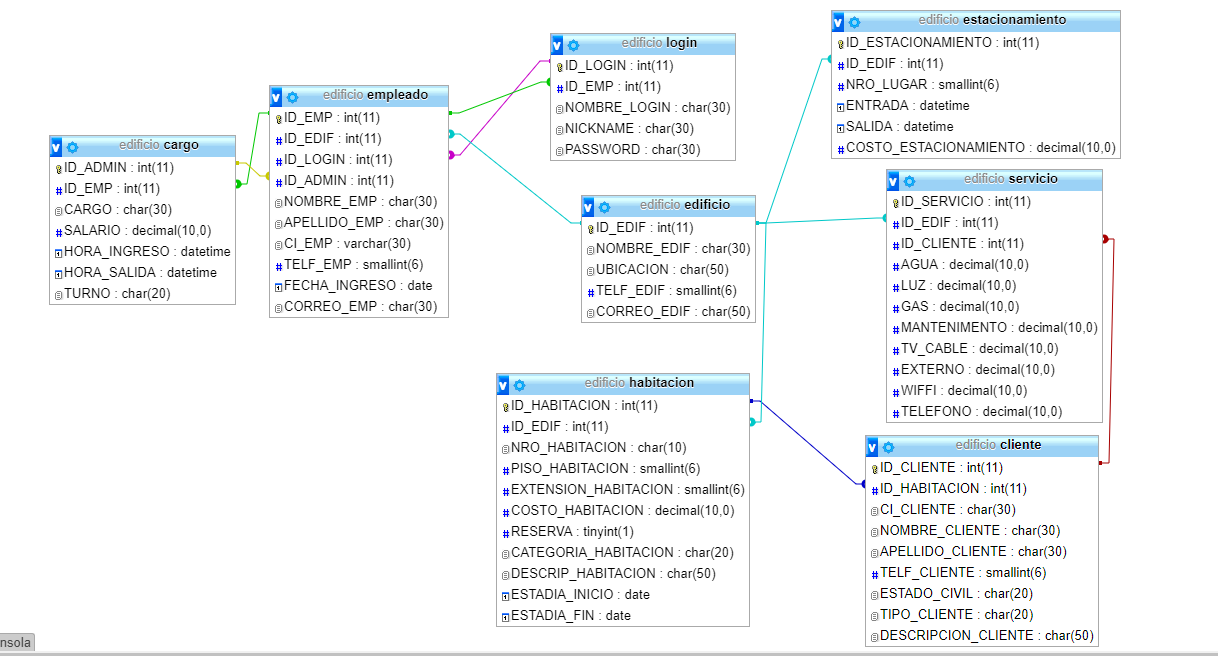 edificio cargo
ID_ADMIN : int(11)
ID_EMP : int(11)
CARGO : char(30)
SALARIO : decimal(10,0)
HORA_INGRESO : datetime
HORA_SALIDA : datetime
TURNO : char(20)
edificio empleado
ID_EMP : int(11)
ID_EDIF : int(11)
ID_LOGIN : int(11)
ID_ADMIN : int(11)
NOMBRE_EMP : char(30)
APELLIDO_EMP : char(30)
CI_EMP : varchar(30)
TELF_EMP : smallint(6)
FECHA_INGRESO : date
CORREO_EMP : char(30)
edificio login
ID_LOGIN : int(11)
ID_EMP : int(11)
NOMBRE_LOGIN : char(30)
NICKNAME : char(30)
PASSWORD : char(30)
edificio edificio
ID_EDIF : int(11)
NOMBRE_EDIF : char(30)
UBICACION : char(50)
TELF_EDIF : smallint(6)
CORREO_EDIF : char(50)
edificio habitacion
ID_HABITACION : int(11)
ID_EDIF : int(11)
NRO_HABITACION : char(10)
PISO_HABITACION : smallint(6)
EXTENSION_HABITACION : smallint(6)
COSTO_HABITACION : decimal(10,0)
RESERVA : tinyint(1)
CATEGORIA_HABITACION : char(20)
DESCRIP_HABITACION : char(50)
ESTADIA_INICIO : date
ESTADIA_FIN : date
edificio estacionamiento
ID_ESTACIONAMIENTO : int(11)
ID_EDIF : int(11)
NRO_LUGAR : smallint(6)
ENTRADA : datetime
SALIDA : datetime
COSTO_ESTACIONAMIENTO : decimal(10,0)
edificio servicio
ID_SERVICIO : int(11)
ID_EDIF : int(11)
ID_CLIENTE : int(11)
AGUA : decimal(10,0)
LUZ : decimal(10,0)
GAS : decimal(10,0)
MANTENIMENTO : decimal(10,0)
TV_CABLE : decimal(10,0)
EXTERNO : decimal(10,0)
WIFFI : decimal(10,0)
TELEFONO : decimal(10,0)
edificio cliente
ID_CLIENTE : int(11)
ID_HABITACION : int(11)
CI_CLIENTE : char(30)
NOMBRE_CLIENTE : char(30)
APELLIDO_CLIENTE : char(30)
TELF_CLIENTE : smallint(6)
ESTADO_CIVIL : char(20)
TIPO_CLIENTE : char(20)
DESCRIPCION_CLIENTE : char(50)
nsola